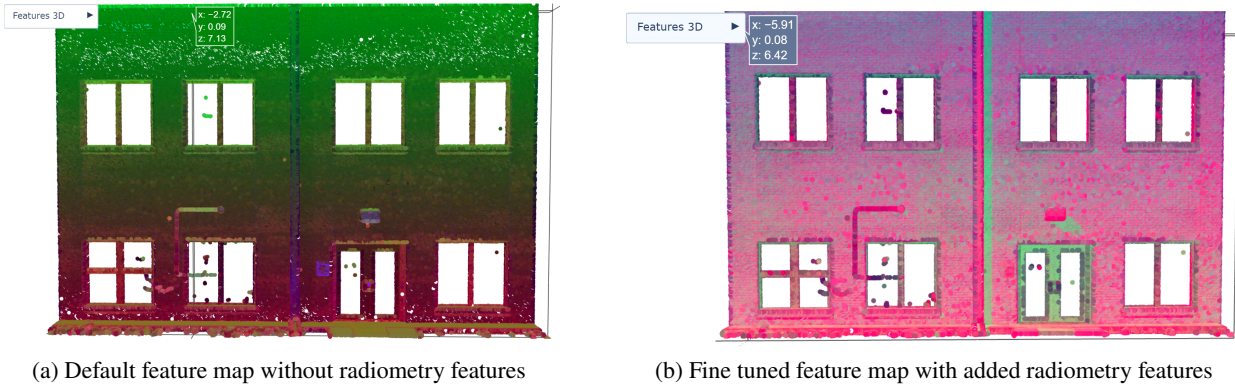 Features 3D ▶
x: −2.72
y: 0.09
z: 7.13
Features 3D ▶
x: −5.91
y: 0.08
z: 6.42
(a) Default feature map without radiometry features
(b) Fine tuned feature map with added radiometry features